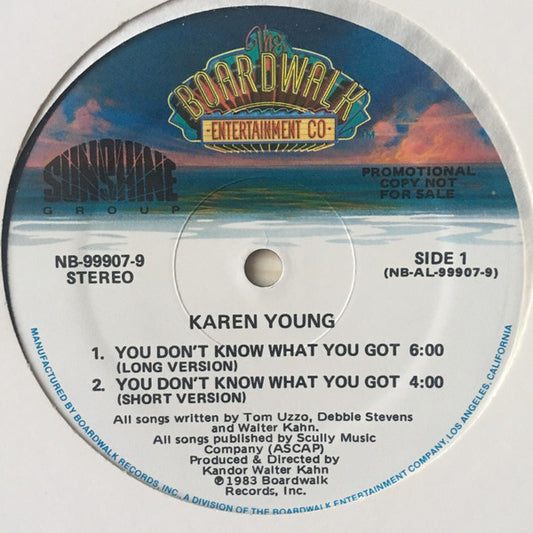 The
BOARDWALK
ENTERTAINMENT CO
TM
SUNSHINE
GROUP
PROMOTIONAL
COPY NOT
FOR SALE
NB-99907-9
STEREO
SIDE 1
(NB-AL-99907-9)
KAREN YOUNG
1. YOU DON'T KNOW WHAT YOU GOT 6:00
(LONG VERSION)
2. YOU DON'T KNOW WHAT YOU GOT 4:00
(SHORT VERSION)
All songs written by Tom Uzzo, Debbie Stevens
and Walter Kahn.
All songs published by Scully Music
Company (ASCAP)
Produced & Directed by
Kandor Walter Kahn
℗1983 Boardwalk
Records, Inc.
MANUFACTURED BY BOARDWALK RECORDS, INC., A DIVISION OF THE BOARDWALK ENTERTAINMENT COMPANY, LOS ANGELES, CALIFORNIA